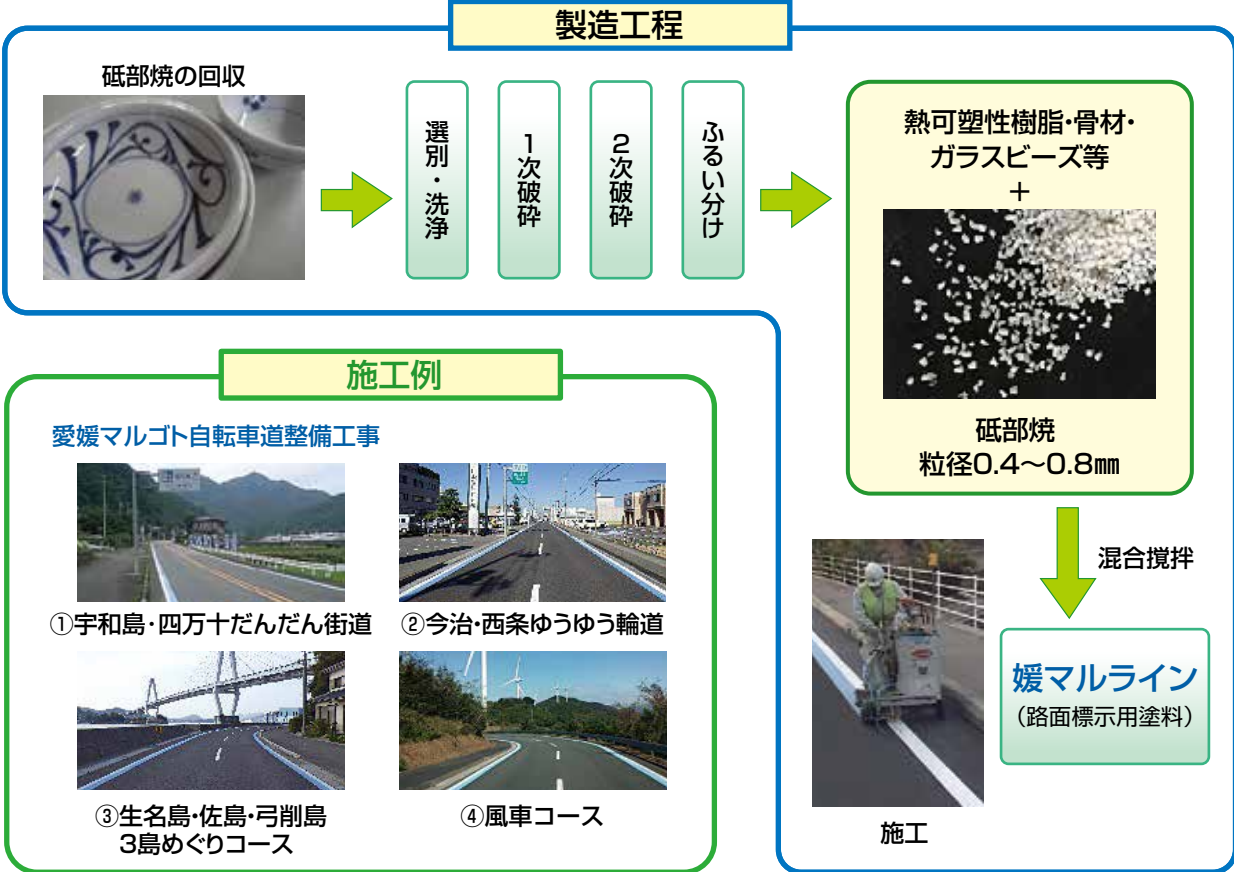 製造工程
砥部焼の回収
選別・洗浄
1次破砕
2次破砕
ふるい分け
熱可塑性樹脂・骨材・
ガラスビーズ等
+
砥部焼
粒径0.4～0.8㎜
混合撹拌
媛マルライン
（路面標示用塗料）
施工
施工例
愛媛マルゴト自転車道整備工事
①宇和島・四万十だんだん街道
②今治・西条ゆうゆう輪道
③生名島・佐島・弓削島
3島めぐりコース
④風車コース